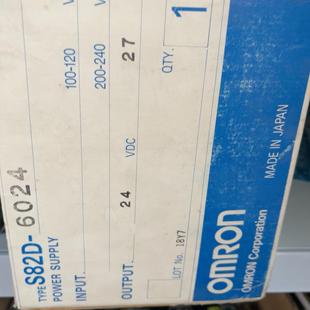 TYPE S82D-6024
POWER SUPPLY
INPUT 100-120 V
200-240 V
OUTPUT 24 VDC 27
QTY. 1
LOT No. 18Y7
OMRON
OMRON Corporation
MADE IN JAPAN